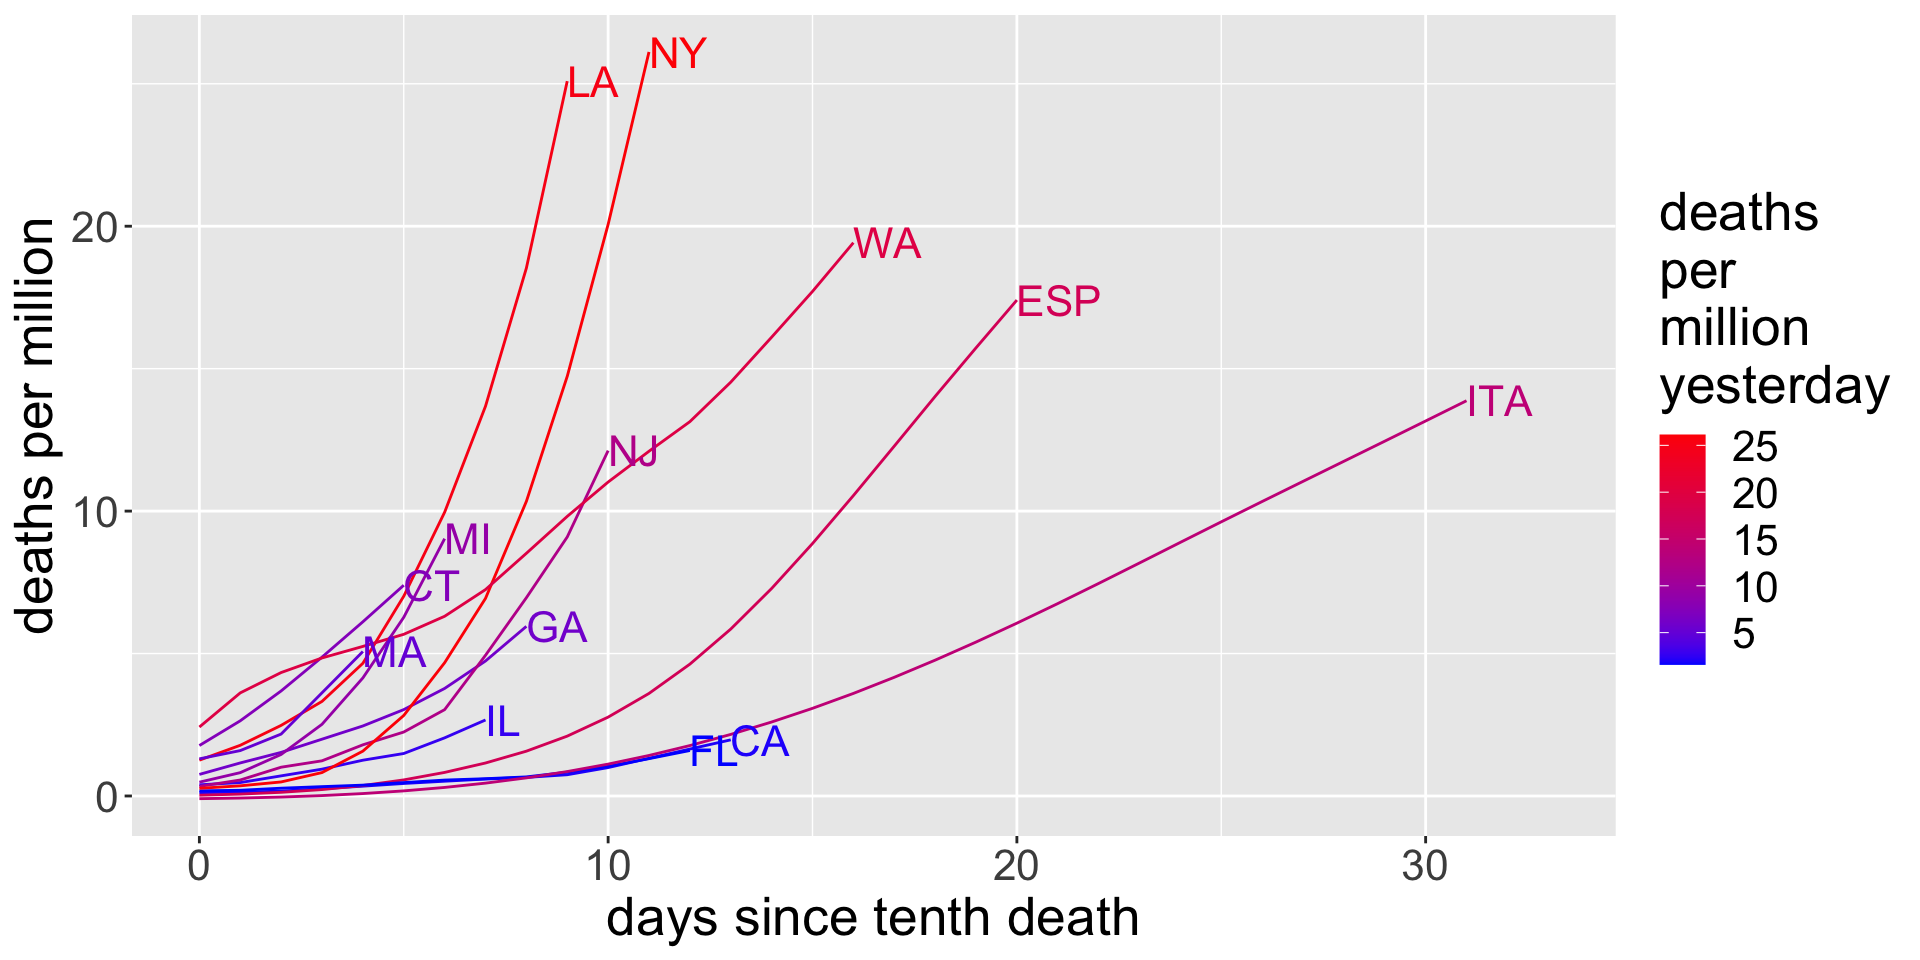 NY
LA
20
WA
ESP
ITA
NJ
10
MI
CT
GA
MA
IL
CA
FL
0
0 10 20 30
days since tenth death
deaths per million
deaths
per
million
yesterday
25
20
15
10
5